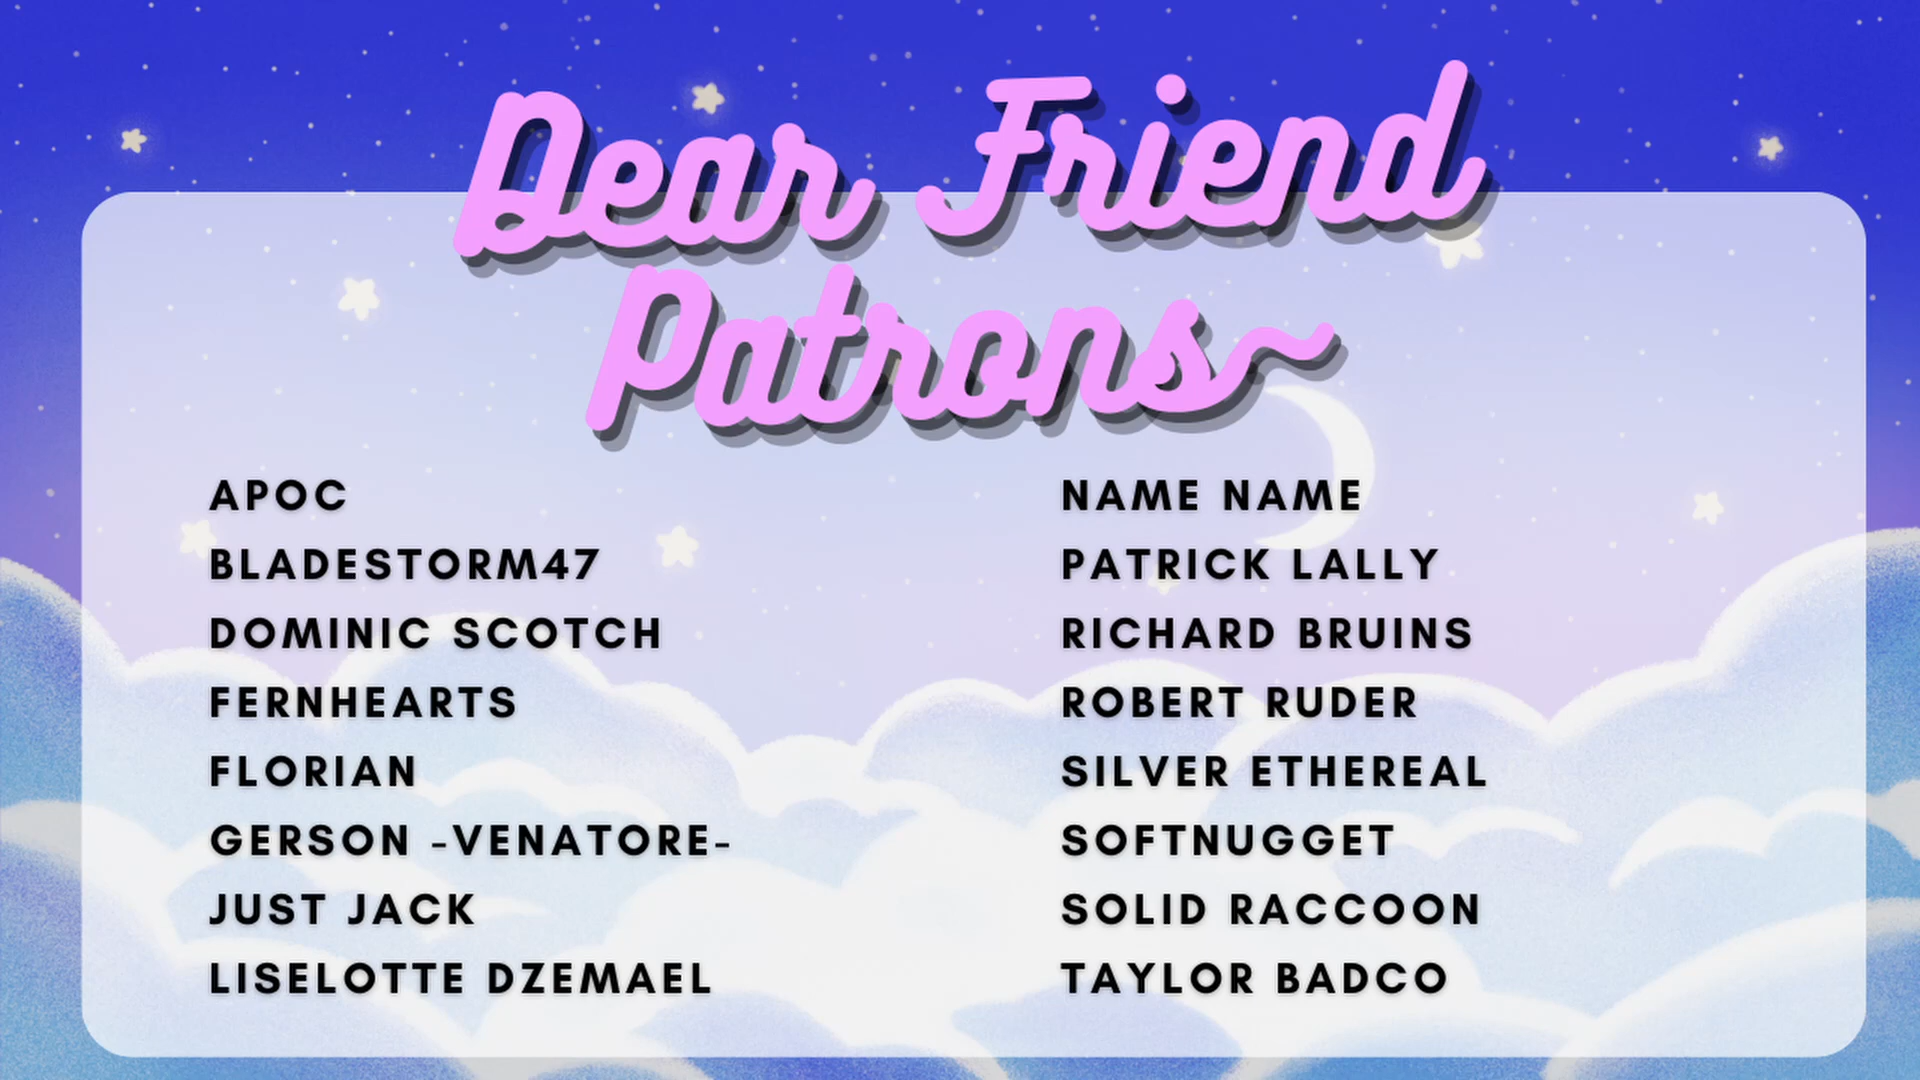 Dear Friend
Patrons~
APOC
BLADESTORM47
DOMINIC SCOTCH
FERNHEARTS
FLORIAN
GERSON -VENATORE-
JUST JACK
LISELOTTE DZEMAEL
NAME NAME
PATRICK LALLY
RICHARD BRUINS
ROBERT RUDER
SILVER ETHEREAL
SOFTNUGGET
SOLID RACCOON
TAYLOR BADCO